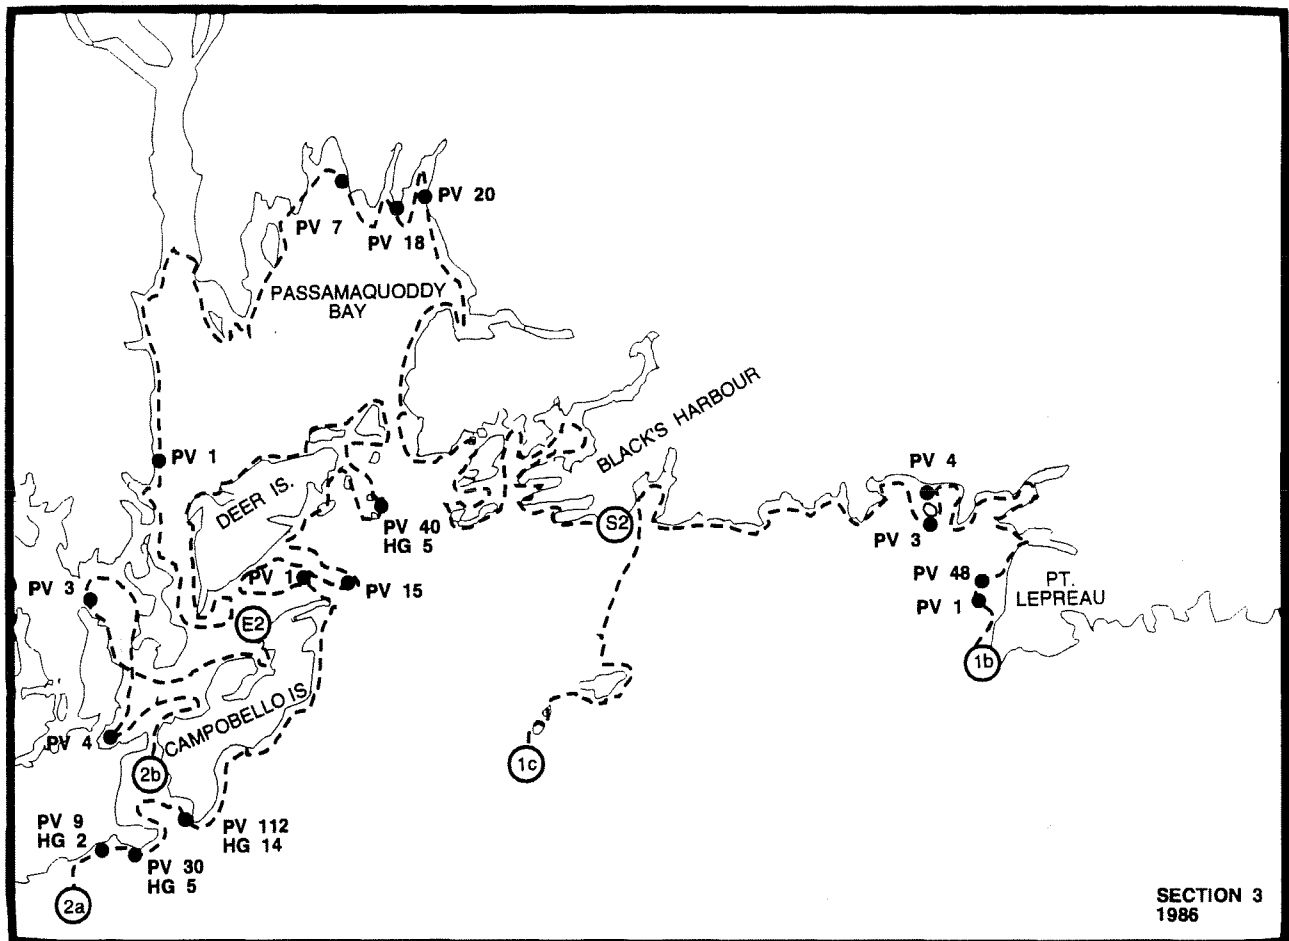 PV 20
PV 7
PV 18
PASSAMAQUODDY
BAY
BLACK'S HARBOUR
PV 1
PV 4
DEER IS.
PV 40
HG 5
S2
PV 3
PV 48
PV 1
PT.
LEPREAU
PV 3
PV 1
PV 15
E2
1b
CAMPOBELLO IS.
PV 4
2b
1c
PV 9
HG 2
PV 112
HG 14
PV 30
HG 5
2a
SECTION 3
1986